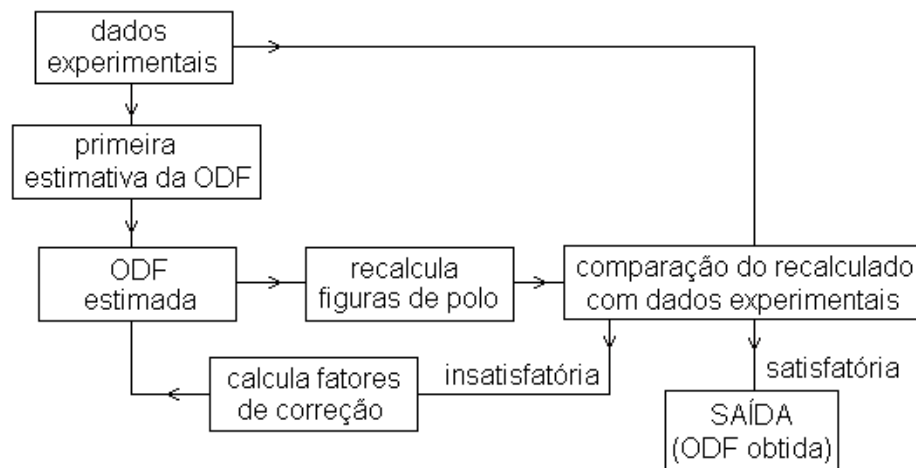 dados
experimentais
primeira
estimativa da ODF
ODF
estimada
recalcula
figuras de polo
comparação do recalculado
com dados experimentais
calcula fatores
de correção
insatisfatória
satisfatória
SAÍDA
(ODF obtida)